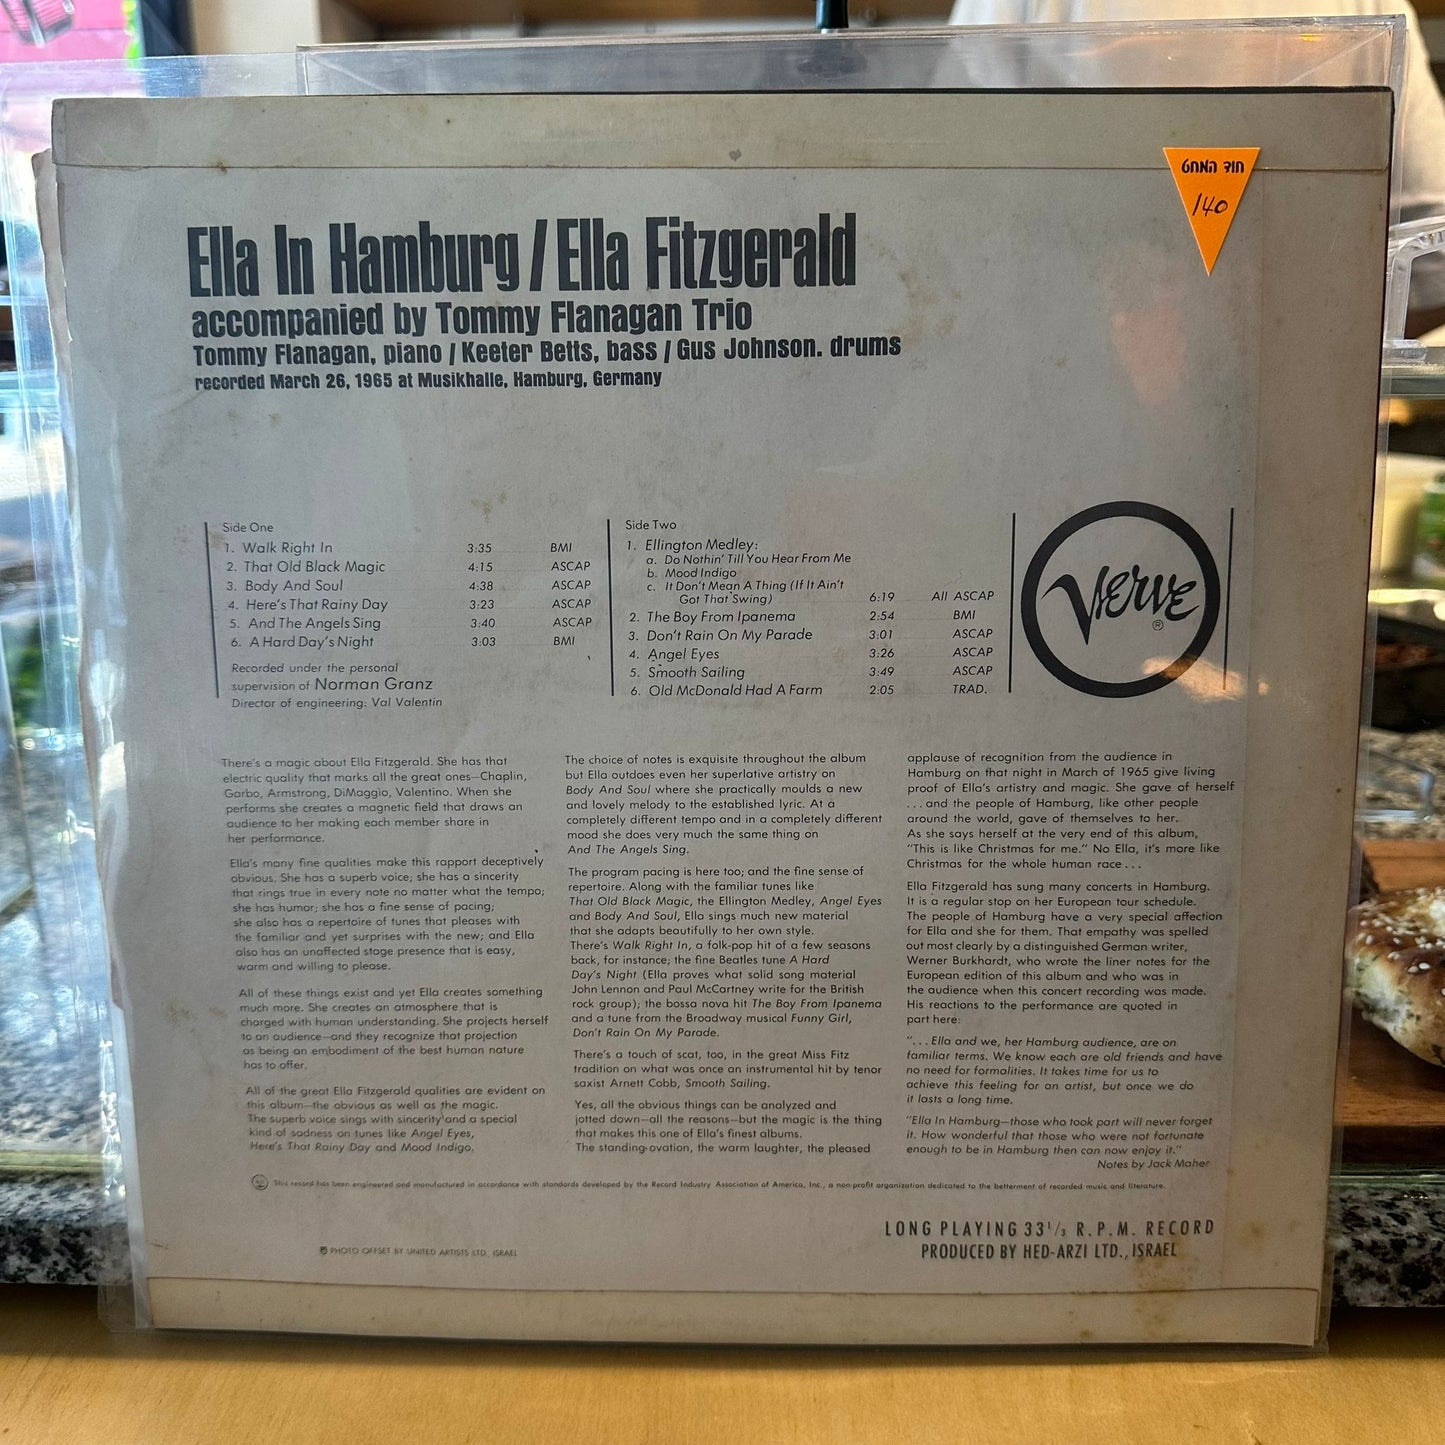 חוד המחט
140
Ella In Hamburg / Ella Fitzgerald
accompanied by Tommy Flanagan Trio
Tommy Flanagan, piano / Keeter Betts, bass / Gus Johnson. drums
recorded March 26, 1965 at Musikhalle, Hamburg, Germany
Side One
1. Walk Right In 3:35 BMI
2. That Old Black Magic 4:15 ASCAP
3. Body And Soul 4:38 ASCAP
4. Here's That Rainy Day 3:23 ASCAP
5. And The Angels Sing 3:40 ASCAP
6. A Hard Day's Night 3:03 BMI
Recorded under the personal
supervision of Norman Granz
Director of engineering: Val Valentin
Side Two
1. Ellington Medley:
a. Do Nothin' Till You Hear From Me
b. Mood Indigo
c. It Don't Mean A Thing (If It Ain't
Got That Swing) 6:19 All ASCAP
2. The Boy From Ipanema 2:54 BMI
3. Don't Rain On My Parade 3:01 ASCAP
4. Angel Eyes 3:26 ASCAP
5. Smooth Sailing 3:49 ASCAP
6. Old McDonald Had A Farm 2:05 TRAD.
Verve ®
There's a magic about Ella Fitzgerald. She has that
electric quality that marks all the great ones—Chaplin,
Garbo, Armstrong, DiMaggio, Valentino. When she
performs she creates a magnetic field that draws an
audience to her making each member share in
her performance.
Ella's many fine qualities make this rapport deceptively
obvious. She has a superb voice; she has a sincerity
that rings true in every note no matter what the tempo;
she has humor; she has a fine sense of pacing;
she also has a repertoire of tunes that pleases with
the familiar and yet surprises with the new; and Ella
also has an unaffected stage presence that is easy,
warm and willing to please.
All of these things exist and yet Ella creates something
much more. She creates an atmosphere that is
charged with human understanding. She projects herself
to an audience—and they recognize that projection
as being an embodiment of the best human nature
has to offer.
All of the great Ella Fitzgerald qualities are evident on
this album—the obvious as well as the magic.
The superb voice sings with sincerity and a special
kind of sadness on tunes like Angel Eyes,
Here's That Rainy Day and Mood Indigo.
The choice of notes is exquisite throughout the album
but Ella outdoes even her superlative artistry on
Body And Soul where she practically moulds a new
and lovely melody to the established lyric. At a
completely different tempo and in a completely different
mood she does very much the same thing on
And The Angels Sing.
The program pacing is here too; and the fine sense of
repertoire. Along with the familiar tunes like
That Old Black Magic, the Ellington Medley, Angel Eyes
and Body And Soul, Ella sings much new material
that she adapts beautifully to her own style.
There's Walk Right In, a folk-pop hit of a few seasons
back, for instance; the fine Beatles tune A Hard
Day's Night (Ella proves what solid song material
John Lennon and Paul McCartney write for the British
rock group); the bossa nova hit The Boy From Ipanema
and a tune from the Broadway musical Funny Girl,
Don't Rain On My Parade.
There's a touch of scat, too, in the great Miss Fitz
tradition on what was once an instrumental hit by tenor
saxist Arnett Cobb, Smooth Sailing.
Yes, all the obvious things can be analyzed and
jotted down—all the reasons—but the magic is the thing
that makes this one of Ella's finest albums.
The standing ovation, the warm laughter, the pleased
applause of recognition from the audience in
Hamburg on that night in March of 1965 give living
proof of Ella's artistry and magic. She gave of herself
...and the people of Hamburg, like other people
around the world, gave of themselves to her.
As she says herself at the very end of this album,
"This is like Christmas for me." No Ella, it's more like
Christmas for the whole human race...
Ella Fitzgerald has sung many concerts in Hamburg.
It is a regular stop on her European tour schedule.
The people of Hamburg have a very special affection
for Ella and she for them. That empathy was spelled
out most clearly by a distinguished German writer,
Werner Burkhardt, who wrote the liner notes for the
European edition of this album and who was in
the audience when this concert recording was made.
His reactions to the performance are quoted in
part here:
"...Ella and we, her Hamburg audience, are on
familiar terms. We know each are old friends and have
no need for formalities. It takes time for us to
achieve this feeling for an artist, but once we do
it lasts a long time.
"Ella In Hamburg—those who took part will never forget
it. How wonderful that those who were not fortunate
enough to be in Hamburg then can now enjoy it."
Notes by Jack Maher
This record has been engineered and manufactured in accordance with standards developed by the Record Industry Association of America, Inc., a non-profit organization dedicated to the betterment of recorded music and literature.
LONG PLAYING 33 1/3 R.P.M. RECORD
PRODUCED BY HED-ARZI LTD., ISRAEL
PHOTO OFFSET BY UNITED ARTISTS LTD. ISRAEL